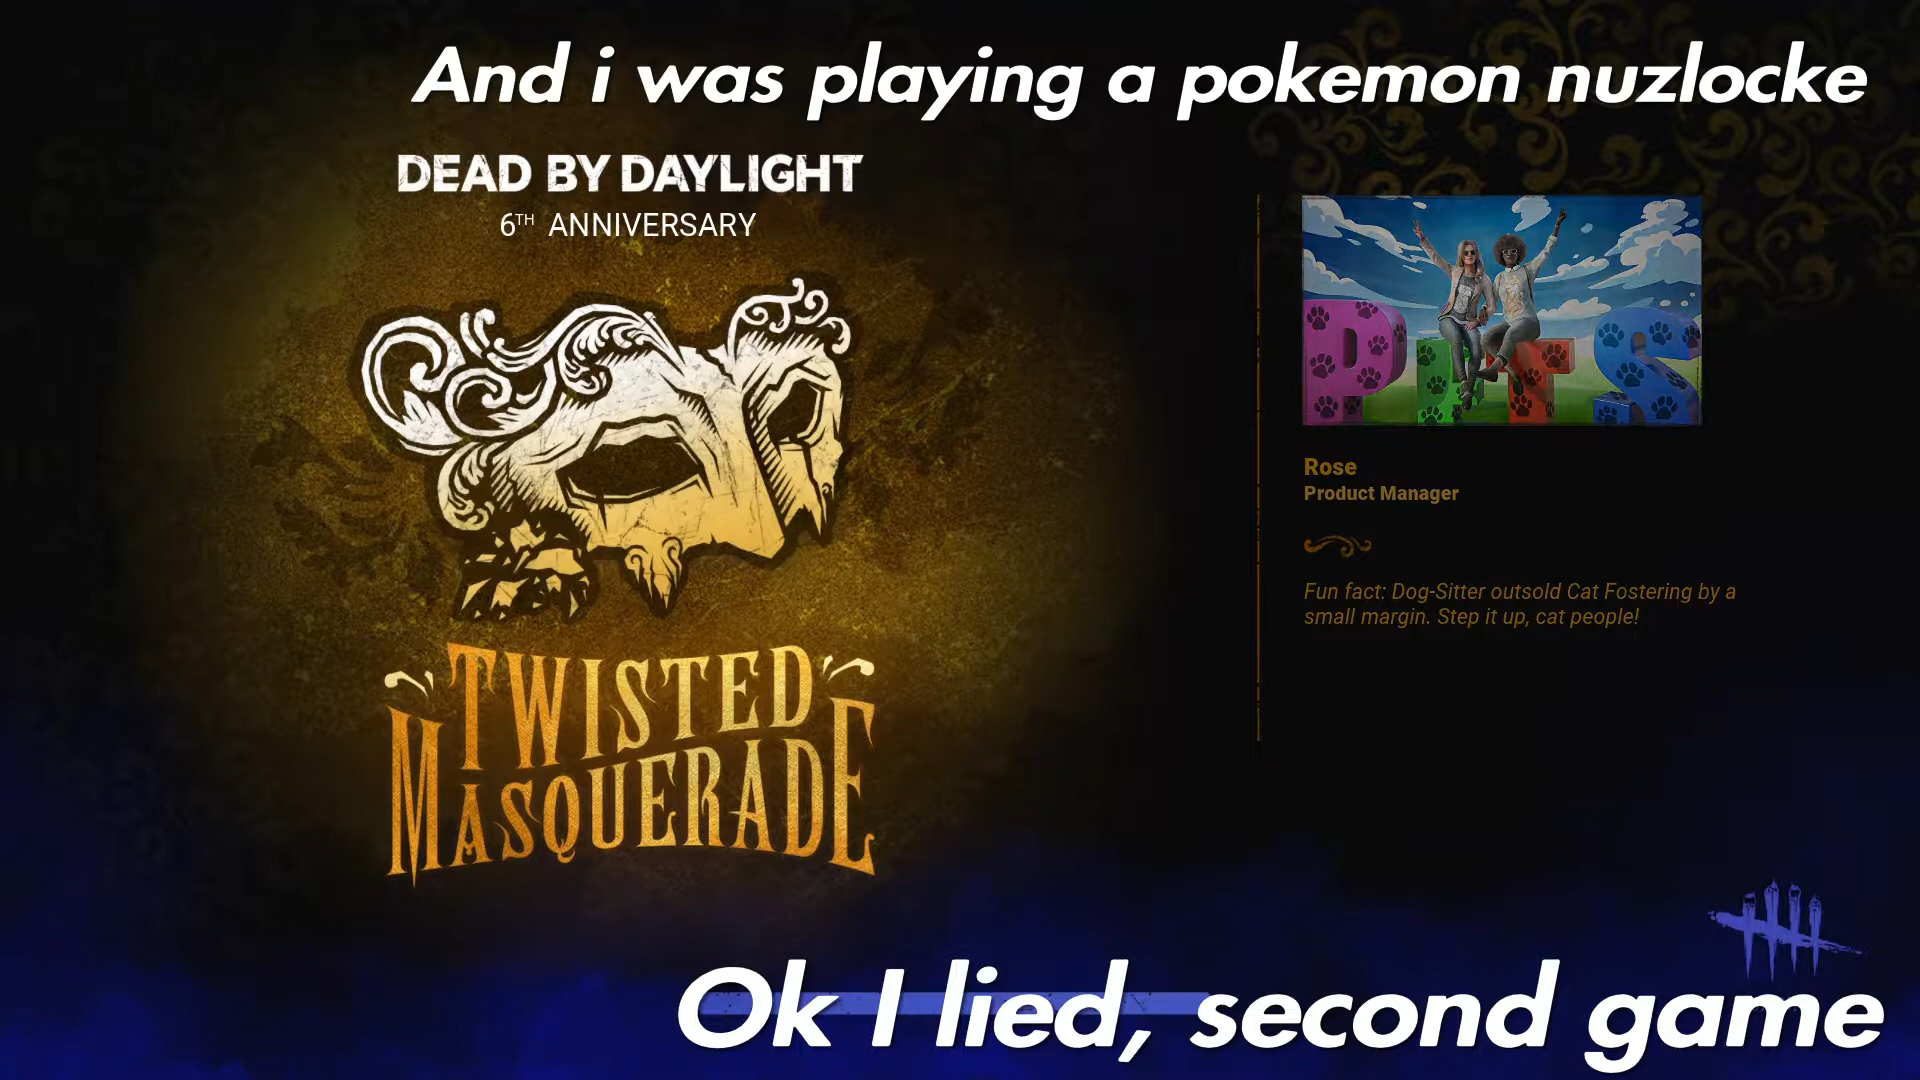 And i was playing a pokemon nuzlocke
DEAD BY DAYLIGHT
6TH ANNIVERSARY
TWISTED
MASQUERADE
PETS
Rose
Product Manager
Fun fact: Dog-Sitter outsold Cat Fostering by a
small margin. Step it up, cat people!
Ok I lied, second game